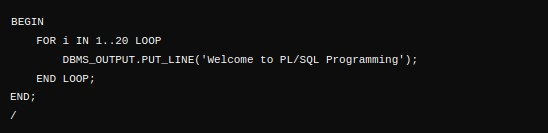 BEGIN
    FOR i IN 1..20 LOOP
        DBMS_OUTPUT.PUT_LINE('Welcome to PL/SQL Programming');
    END LOOP;
END;
/